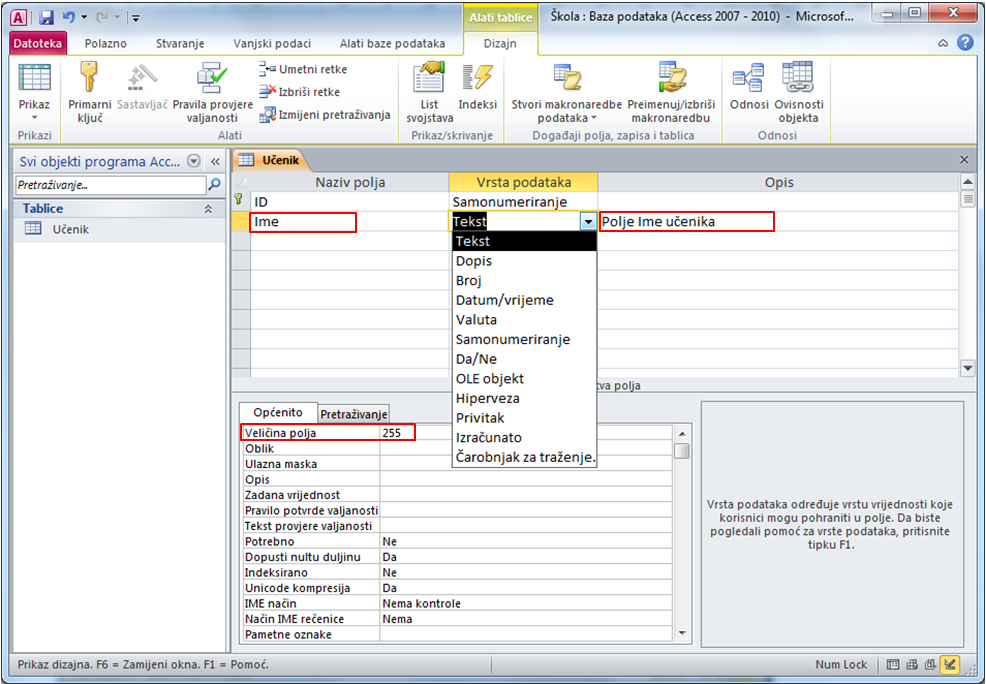 Alati tablice
Škola : Baza podataka (Access 2007 - 2010) - Microsof...
Datoteka
Polazno
Stvaranje
Vanjski podaci
Alati baze podataka
Dizajn
Prikaz
Primarni ključ
Sastavljač
Pravila provjere valjanosti
Umetni retke
Izbriši retke
Izmijeni pretraživanja
List svojstava
Indeksi
Stvori makronaredbe podataka
Preimenuj/izbriši makronaredbu
Odnosi
Ovisnosti objekta
Prikazi
Alati
Prikaz/skrivanje
Događaji polja, zapisa i tablica
Odnosi
Svi objekti programa Acc...
Pretraživanje...
Tablice
Učenik
Učenik
Naziv polja
Vrsta podataka
Opis
ID
Samonumeriranje
Ime
Tekst
Polje Ime učenika
Tekst
Dopis
Broj
Datum/vrijeme
Valuta
Samonumeriranje
Da/Ne
OLE objekt
Hiperveza
Privitak
Izračunato
Čarobnjak za traženje.
tva polja
Općenito
Pretraživanje
Veličina polja 255
Oblik
Ulazna maska
Opis
Zadana vrijednost
Pravilo potvrde valjanosti
Tekst provjere valjanosti
Potrebno Ne
Dopusti nultu duljinu Da
Indeksirano Ne
Unicode kompresija Da
IME način Nema kontrole
Način IME rečenice Nema
Pametne oznake
Vrsta podataka određuje vrstu vrijednosti koje
korisnici mogu pohraniti u polje. Da biste
pogledali pomoć za vrste podataka, pritisnite
tipku F1.
Prikaz dizajna. F6 = Zamijeni okna. F1 = Pomoć.
Num Lock